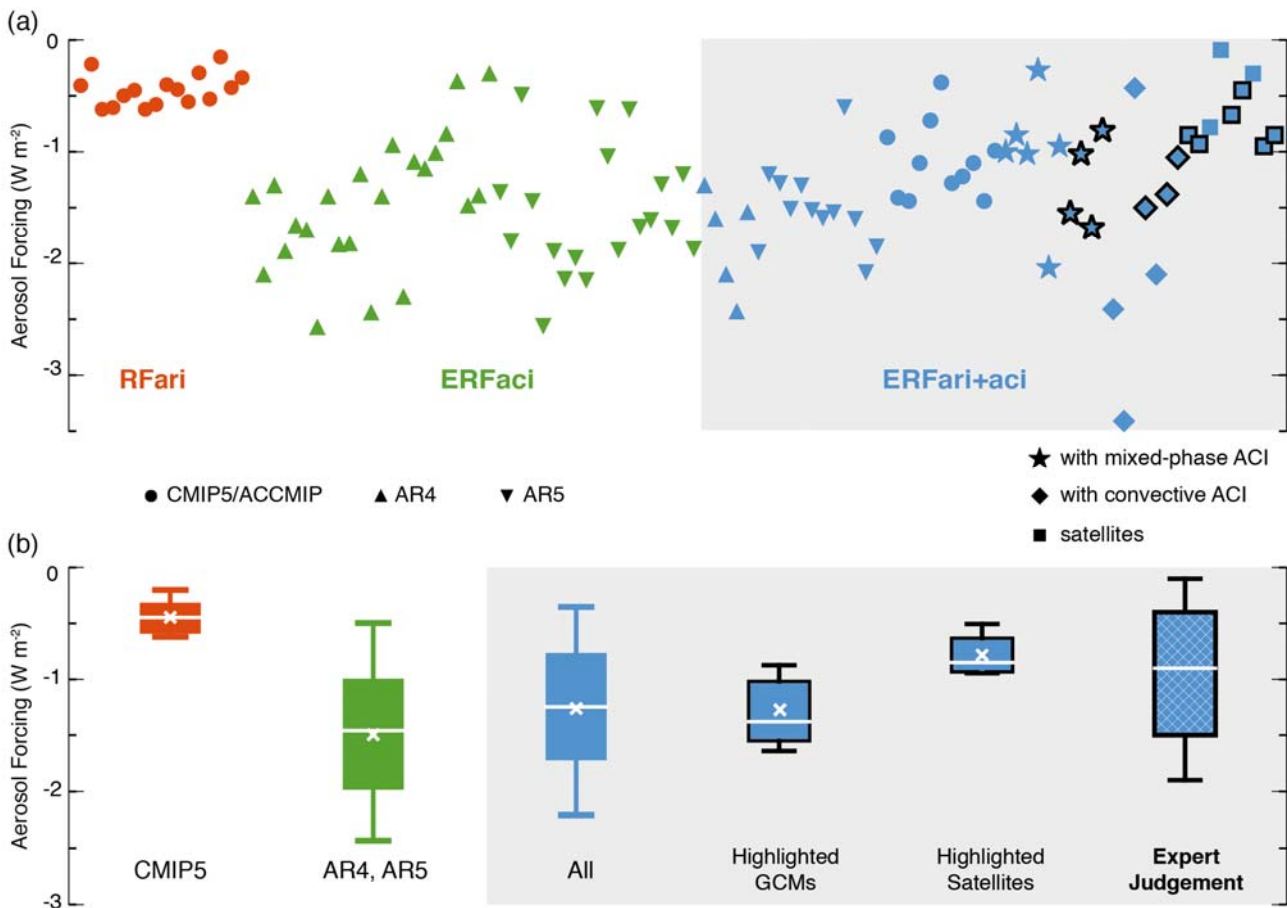 (a)
0
-1
-2
-3
Aerosol Forcing (W m-2)
RFari
ERFaci
ERFari+aci
CMIP5/ACCMIP
AR4
AR5
with mixed-phase ACI
with convective ACI
satellites
(b)
0
-1
-2
-3
Aerosol Forcing (W m-2)
CMIP5
AR4, AR5
All
Highlighted
GCMs
Highlighted
Satellites
Expert
Judgement